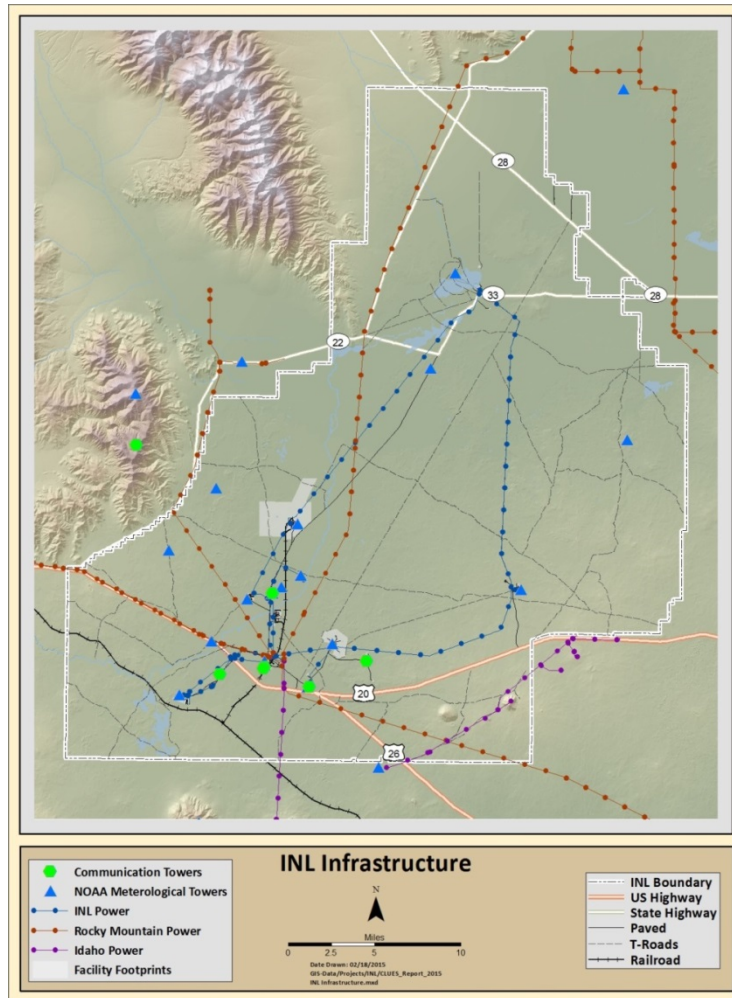 28
33
28
22
20
26
INL Infrastructure
Communication Towers
NOAA Meterological Towers
INL Power
Rocky Mountain Power
Idaho Power
Facility Footprints
N
Miles
0 2.5 5 10
Date Drawn: 02/18/2015
GIS-Data/Projects/INL/CLUES_Report_2015
INL Infrastructure.mxd
INL Boundary
US Highway
State Highway
Paved
T-Roads
Railroad